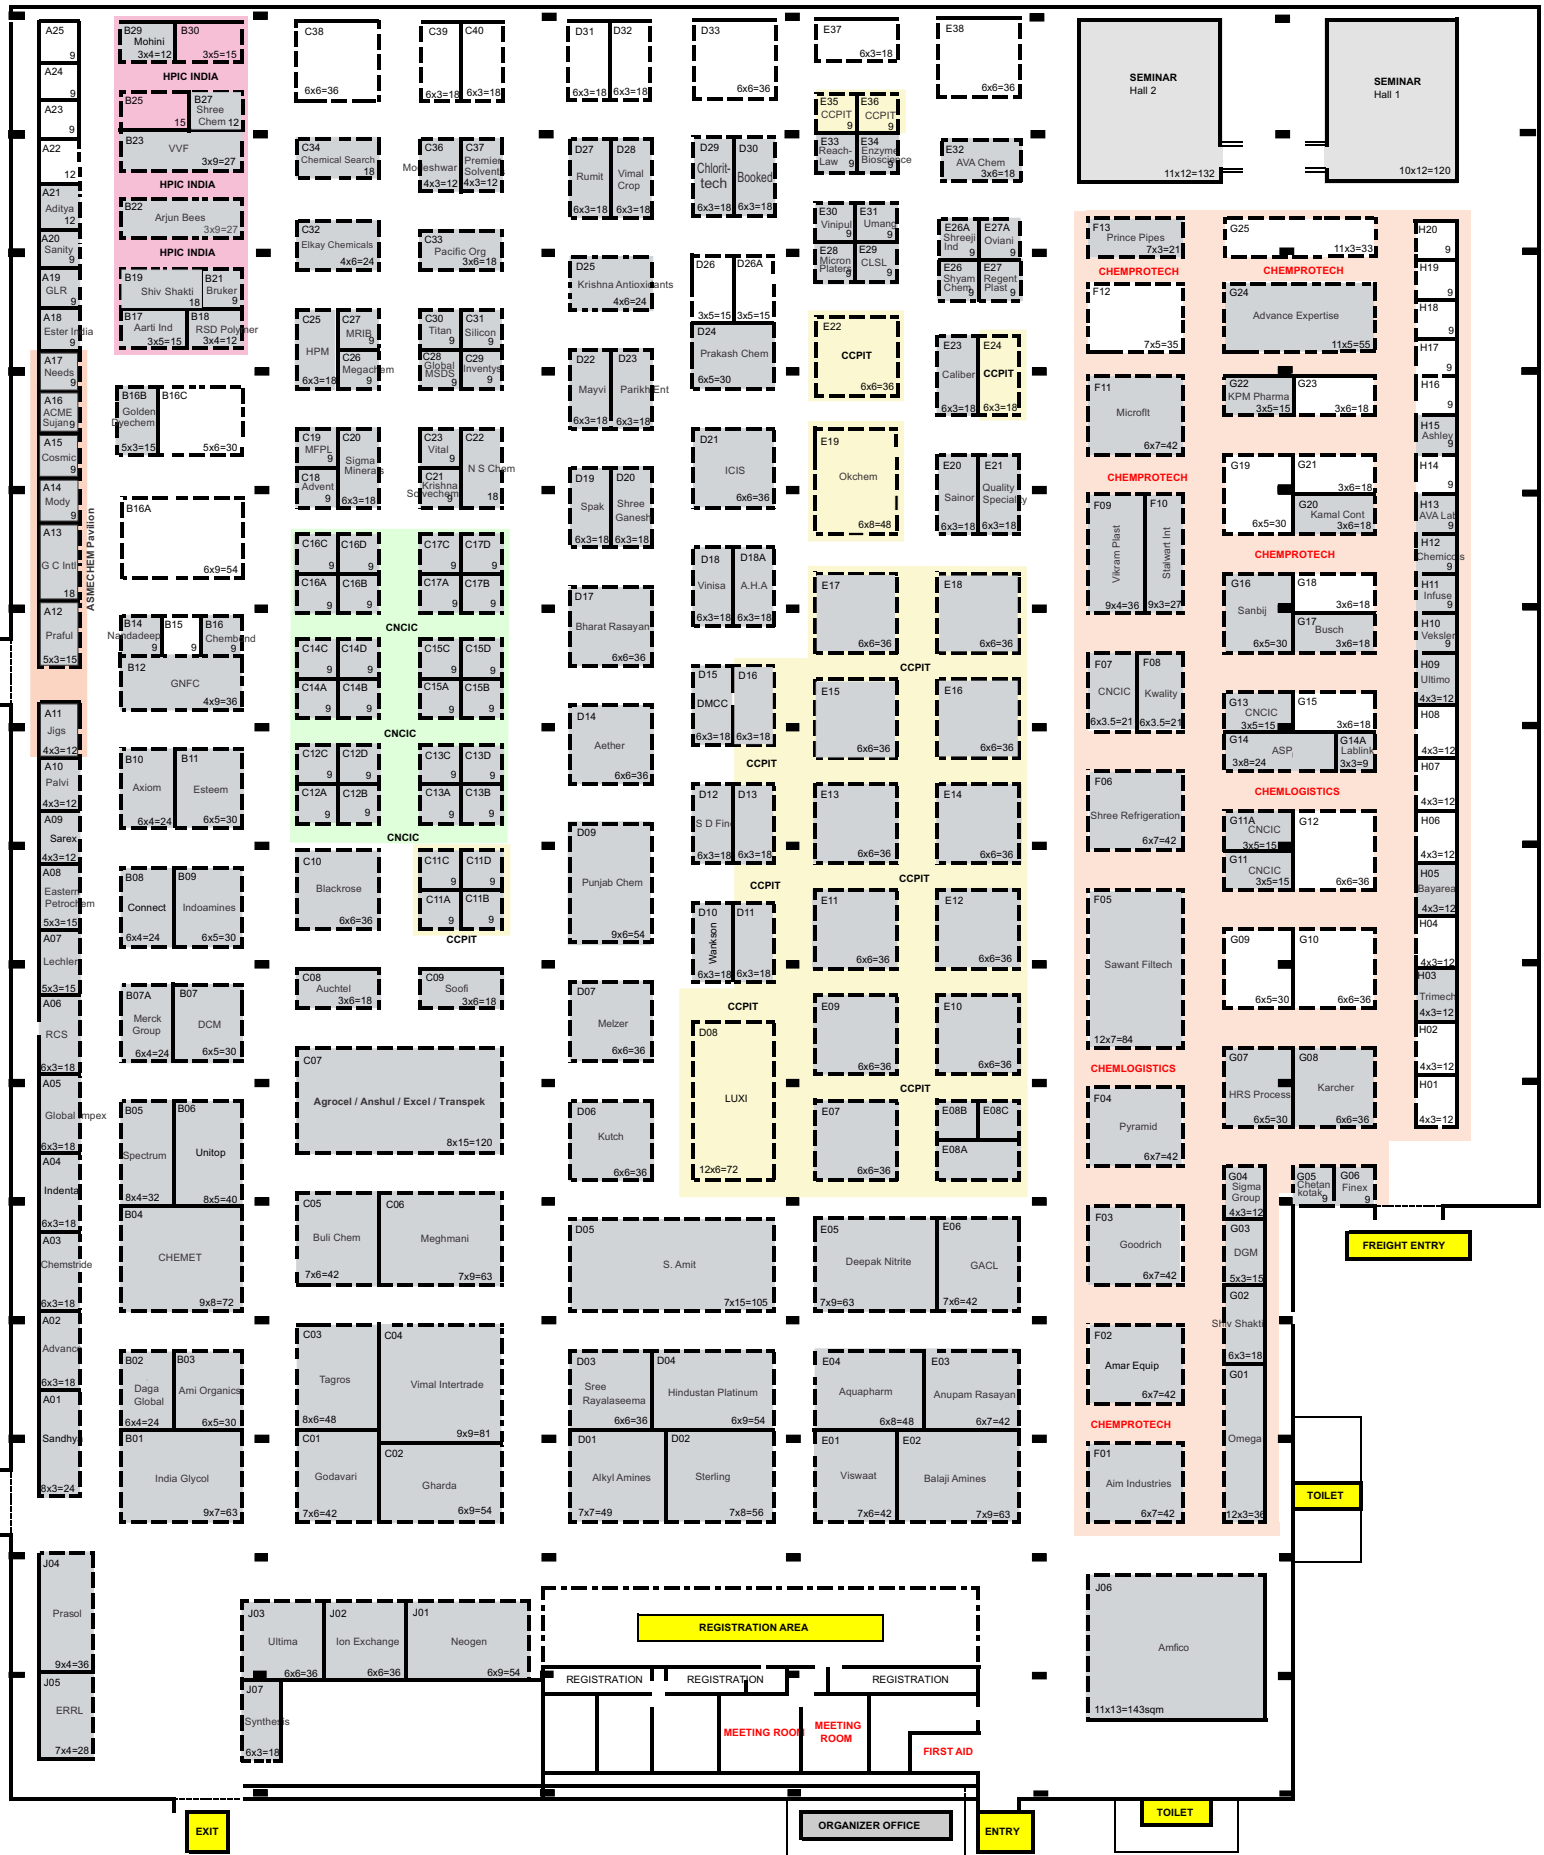 A25
9
A24
9
A23
9
A22
12
A21
Aditya
12
A20
Sanity
9
A19
GLR
9
A18
Ester India
9
A17
Needs
9
A16
ACME
Sujan 9
A15
Cosmic
9
A14
Mody
9
A13
G C Intl
18
A12
Praful
5x3=15
ASMECHEM Pavilion
A11
Jigs
4x3=12
A10
Palvi
4x3=12
A09
Sarex
4x3=12
A08
Eastern
Petrochem
5x3=15
A07
Lechler
5x3=15
A06
RCS
6x3=18
A05
Global Impex
6x3=18
A04
Indenta
6x3=18
A03
Chemstride
6x3=18
A02
Advance
6x3=18
A01
Sandhya
8x3=24
J04
Prasol
9x4=36
J05
ERRL
7x4=28
B29
Mohini
3x4=12
B30
3x5=15
HPIC INDIA
B25
15
B27
Shree
Chem 12
B23
VVF
3x9=27
HPIC INDIA
B22
Arjun Bees
3x9=27
HPIC INDIA
B19
Shiv Shakti
18
B21
Bruker
9
B17
Aarti Ind
3x5=15
B18
RSD Polymer
3x4=12
B16B
Golden
Dyechem
5x3=15
B16C
5x6=30
B16A
6x9=54
B14
Nandadeep
9
B15
9
B16
Chembond
9
B12
GNFC
4x9=36
B10
Axiom
6x4=24
B11
Esteem
6x5=30
B08
Connect
6x4=24
B09
Indoamines
6x5=30
B07A
Merck
Group
6x4=24
B07
DCM
6x5=30
B05
Spectrum
8x4=32
B06
Unitop
8x5=40
B04
CHEMET
9x8=72
B02
Daga
Global
6x4=24
B03
Ami Organics
6x5=30
B01
India Glycol
9x7=63
C38
6x6=36
C39
6x3=18
C40
6x3=18
C34
Chemical Search
18
C36
Modeshwar
4x3=12
C37
Premier
Solvents
4x3=12
C32
Elkay Chemicals
4x6=24
C33
Pacific Org
3x6=18
C25
HPM
6x3=18
C27
MRIB
9
C26
Megachem
9
C30
Titan
9
C31
Silicon
9
C28
Global
MSDS
9
C29
Inventys
9
C19
MFPL
9
C18
Advent
9
C20
Sigma
Minerals
6x3=18
C23
Vital
9
C21
Krishna
Solvechem
9
C22
N S Chem
18
C16C
9
C16D
9
C16A
9
C16B
9
C17C
9
C17D
9
C17A
9
C17B
9
CNCIC
C14C
9
C14D
9
C14A
9
C14B
9
C15C
9
C15D
9
C15A
9
C15B
9
CNCIC
C12C
9
C12D
9
C12A
9
C12B
9
C13C
9
C13D
9
C13A
9
C13B
9
CNCIC
C10
Blackrose
6x6=36
C11C
9
C11D
9
C11A
9
C11B
9
CCPIT
C08
Auchtel
3x6=18
C09
Soofi
3x6=18
C07
Agrocel / Anshul / Excel / Transpek
8x15=120
C05
Buli Chem
7x6=42
C06
Meghmani
7x9=63
C03
Tagros
8x6=48
C04
Vimal Intertrade
9x9=81
C01
Godavari
7x6=42
C02
Gharda
6x9=54
J03
Ultima
6x6=36
J02
Ion Exchange
6x6=36
J01
Neogen
6x9=54
J07
Synthesis
6x3=18
D31
6x3=18
D32
6x3=18
D33
6x6=36
D27
Rumit
6x3=18
D28
Vimal
Crop
6x3=18
D29
Chlorit-
tech
6x3=18
D30
Booked
6x3=18
D25
Krishna Antioxidants
4x6=24
D26
3x5=15
D26A
3x5=15
D24
Prakash Chem
6x5=30
D22
Mayvi
6x3=18
D23
Parikh Ent
6x3=18
D21
ICIS
6x6=36
D19
Spak
6x3=18
D20
Shree
Ganesh
6x3=18
D18
Vinisa
6x3=18
D18A
A.H.A
6x3=18
D17
Bharat Rasayan
6x6=36
D15
DMCC
6x3=18
D16
6x3=18
D14
Aether
6x6=36
CCPIT
D12
S D Fine
6x3=18
D13
6x3=18
D09
Punjab Chem
9x6=54
CCPIT
D10
Wankson
6x3=18
D11
6x3=18
D07
Melzer
6x6=36
CCPIT
D08
LUXI
12x6=72
D06
Kutch
6x6=36
D05
S. Amit
7x15=105
D03
Sree
Rayalaseema
6x6=36
D04
Hindustan Platinum
6x9=54
D01
Alkyl Amines
7x7=49
D02
Sterling
7x8=56
E37
6x3=18
E38
6x6=36
E35
CCPIT
9
E36
CCPIT
9
E33
Reach-
Law
9
E34
Enzyme
Bioscience
9
E32
AVA Chem
3x6=18
E30
Vinipul
9
E31
Umang
9
E28
Micron
Platers
9
E29
CLSL
9
E26A
Shreeji
Ind
9
E27A
Oviani
9
E26
Shyam
Chem
9
E27
Regent
Plast
9
E22
CCPIT
6x6=36
E23
Caliber
6x3=18
E24
CCPIT
6x3=18
E19
Okchem
6x8=48
E20
Sainor
6x3=18
E21
Quality
Speciality
6x3=18
E17
6x6=36
E18
6x6=36
CCPIT
E15
6x6=36
E16
6x6=36
E13
6x6=36
E14
6x6=36
CCPIT
E11
6x6=36
E12
6x6=36
E09
6x6=36
E10
6x6=36
CCPIT
E07
6x6=36
E08B
E08C
E08A
E05
Deepak Nitrite
7x9=63
E06
GACL
7x6=42
E04
Aquapharm
6x8=48
E03
Anupam Rasayan
6x7=42
E01
Viswaat
7x6=42
E02
Balaji Amines
7x9=63
SEMINAR
Hall 2
11x12=132
SEMINAR
Hall 1
10x12=120
F13
Prince Pipes
7x3=21
CHEMPROTECH
F12
7x5=35
F11
Microflt
6x7=42
CHEMPROTECH
F09
Vikram Plast
9x4=36
F10
Stalwart Int
9x3=27
F07
CNCIC
6x3.5=21
F08
Kwality
6x3.5=21
F06
Shree Refrigeration
6x7=42
F05
Sawant Filtech
12x7=84
CHEMLOGISTICS
F04
Pyramid
6x7=42
F03
Goodrich
6x7=42
F02
Amar Equip
6x7=42
CHEMPROTECH
F01
Aim Industries
6x7=42
G25
11x3=33
CHEMPROTECH
G24
Advance Expertise
11x5=55
G22
KPM Pharma
3x5=15
G23
3x6=18
G19
6x5=30
G21
3x6=18
G20
Kamal Cont
3x6=18
CHEMPROTECH
G16
Sanbij
6x5=30
G18
3x6=18
G17
Busch
3x6=18
G13
CNCIC
3x5=15
G15
3x6=18
G14
ASP
3x8=24
G14A
Lablink
3x3=9
CHEMLOGISTICS
G11A
CNCIC
3x5=15
G11
CNCIC
3x5=15
G12
6x6=36
G09
6x5=30
G10
6x6=36
G07
HRS Process
6x5=30
G08
Karcher
6x6=36
G04
Sigma
Group
4x3=12
G05
Chetan
kotak
9
G06
Finex
9
G03
DGM
5x3=15
G02
Shiv Shakti
6x3=18
G01
Omega
12x3=36
H20
9
H19
9
H18
9
H17
9
H16
9
H15
Ashley
9
H14
9
H13
AVA Lab
9
H12
Chemicos
9
H11
Infuse
9
H10
Veksler
9
H09
Ultimo
4x3=12
H08
4x3=12
H07
4x3=12
H06
4x3=12
H05
Bayarea
4x3=12
H04
4x3=12
H03
Trimech
4x3=12
H02
4x3=12
H01
4x3=12
FREIGHT ENTRY
TOILET
J06
Amfico
11x13=143sqm
REGISTRATION AREA
REGISTRATION
REGISTRATION
REGISTRATION
MEETING ROOM
MEETING
ROOM
FIRST AID
EXIT
ORGANIZER OFFICE
ENTRY
TOILET